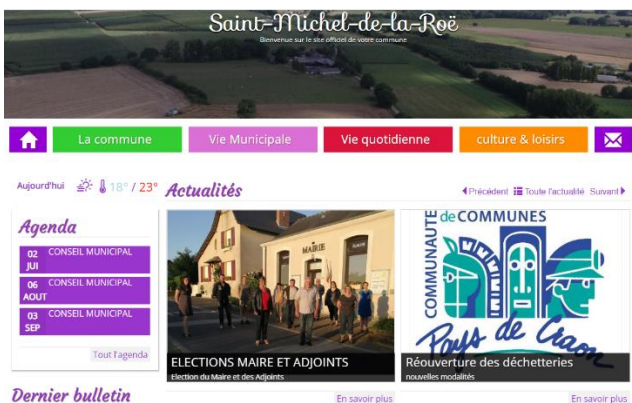 Saint-Michel-de-la-Roë
Bienvenue sur le site officiel de votre commune
La commune
Vie Municipale
Vie quotidienne
culture & loisirs
Aujourd'hui
18° / 23°
Actualités
Précédent
Toute l'actualité
Suivant
Agenda
02 JUI
CONSEIL MUNICIPAL
06 AOUT
CONSEIL MUNICIPAL
03 SEP
CONSEIL MUNICIPAL
Tout l'agenda
MAIRIE
ELECTIONS MAIRE ET ADJOINTS
Election du Maire et des Adjoints
En savoir plus
COMMUNAUTE de COMMUNES
Pays de Craon
Réouverture des déchetteries
nouvelles modalités
En savoir plus
Dernier bulletin